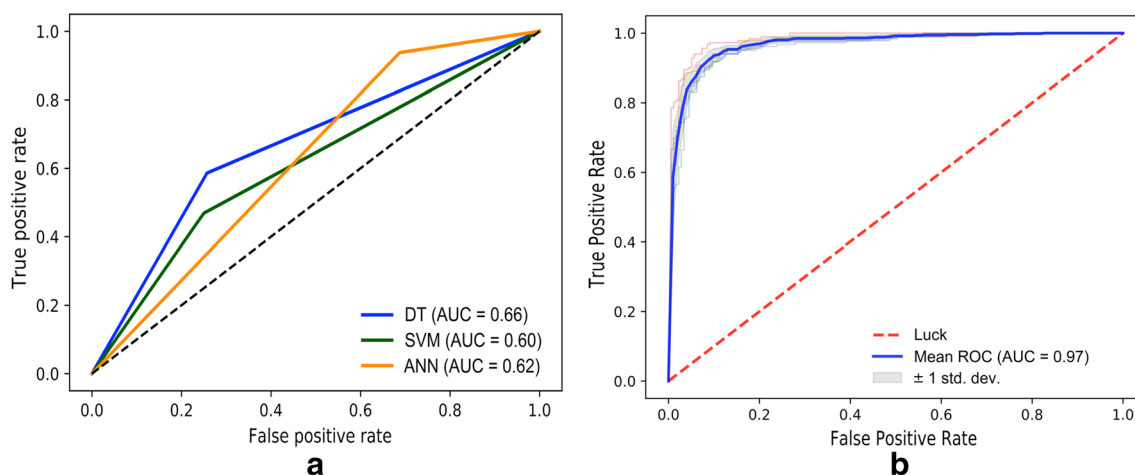 1.0
0.8
0.6
0.4
0.2
0.0
True positive rate
0.0 0.2 0.4 0.6 0.8 1.0
False positive rate
DT (AUC = 0.66)
SVM (AUC = 0.60)
ANN (AUC = 0.62)
a
1.0
0.8
0.6
0.4
0.2
0.0
True Positive Rate
0.0 0.2 0.4 0.6 0.8 1.0
False Positive Rate
Luck
Mean ROC (AUC = 0.97)
± 1 std. dev.
b